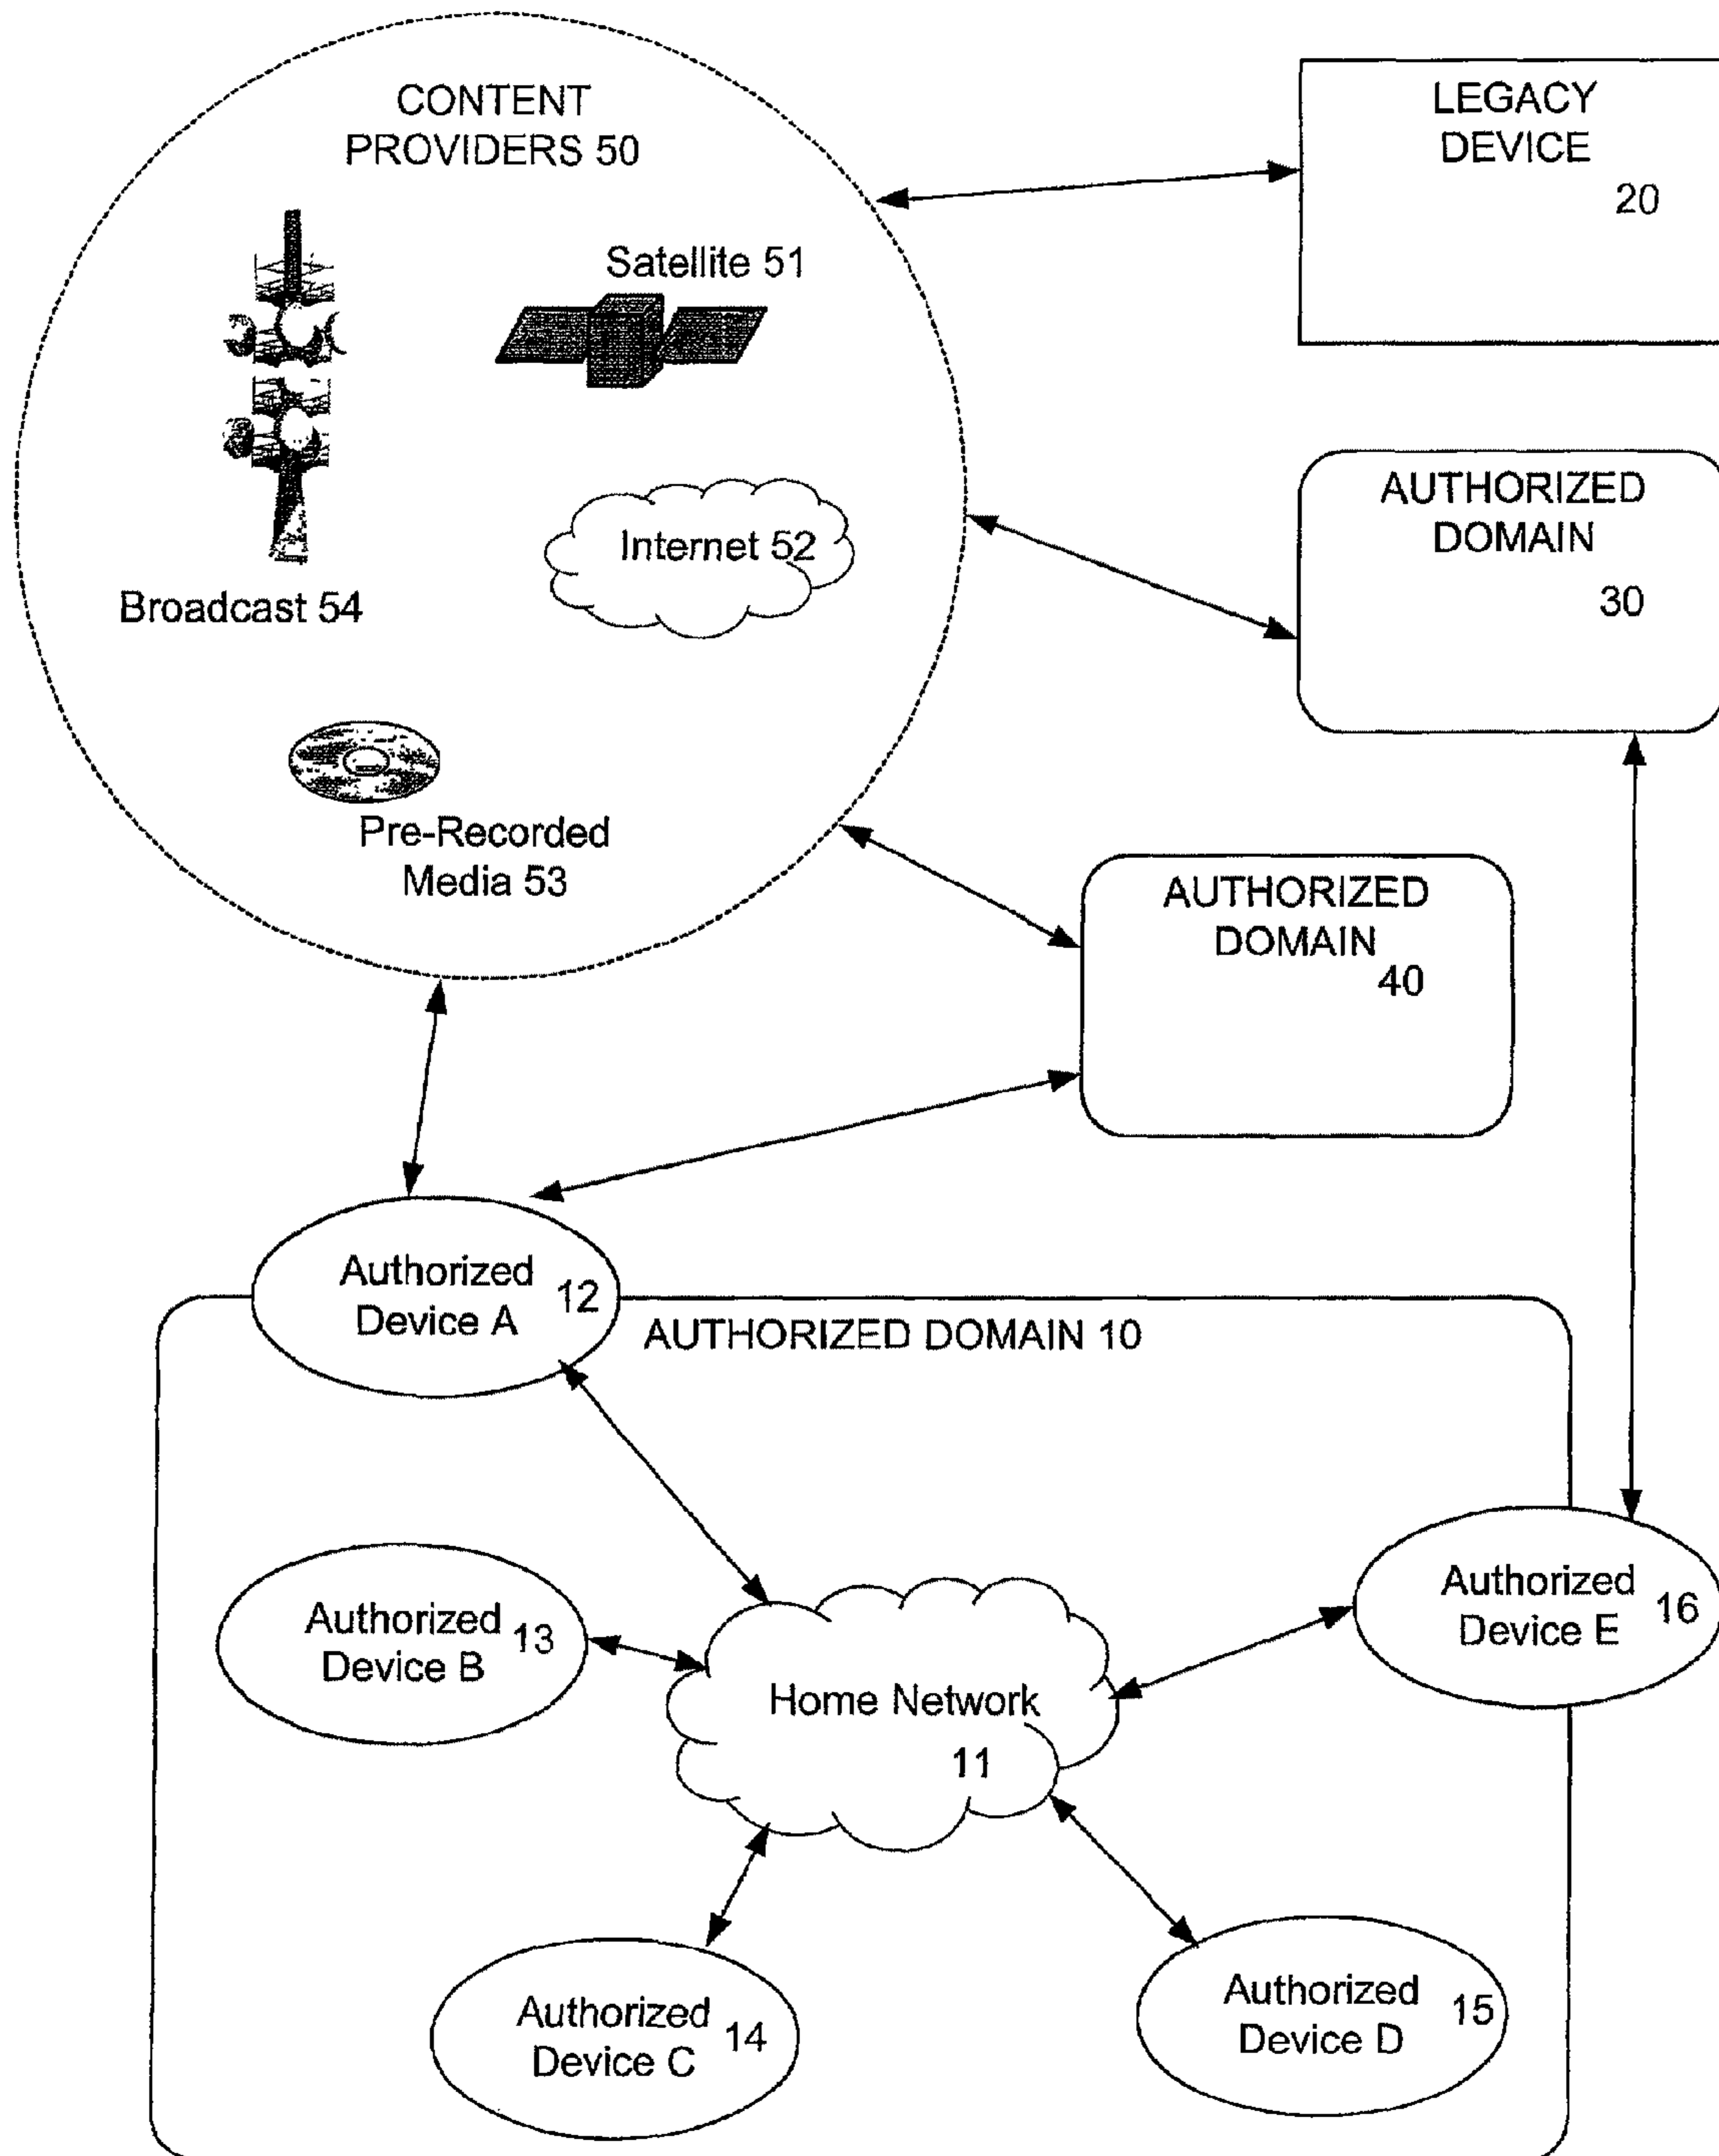 CONTENT
PROVIDERS 50
LEGACY
DEVICE
20
Satellite 51
Internet 52
Broadcast 54
AUTHORIZED
DOMAIN
30
Pre-Recorded
Media 53
AUTHORIZED
DOMAIN
40
Authorized
Device A
12
AUTHORIZED DOMAIN 10
Authorized
Device B
13
Authorized
Device E
16
Home Network
11
Authorized
Device C
14
Authorized
Device D
15